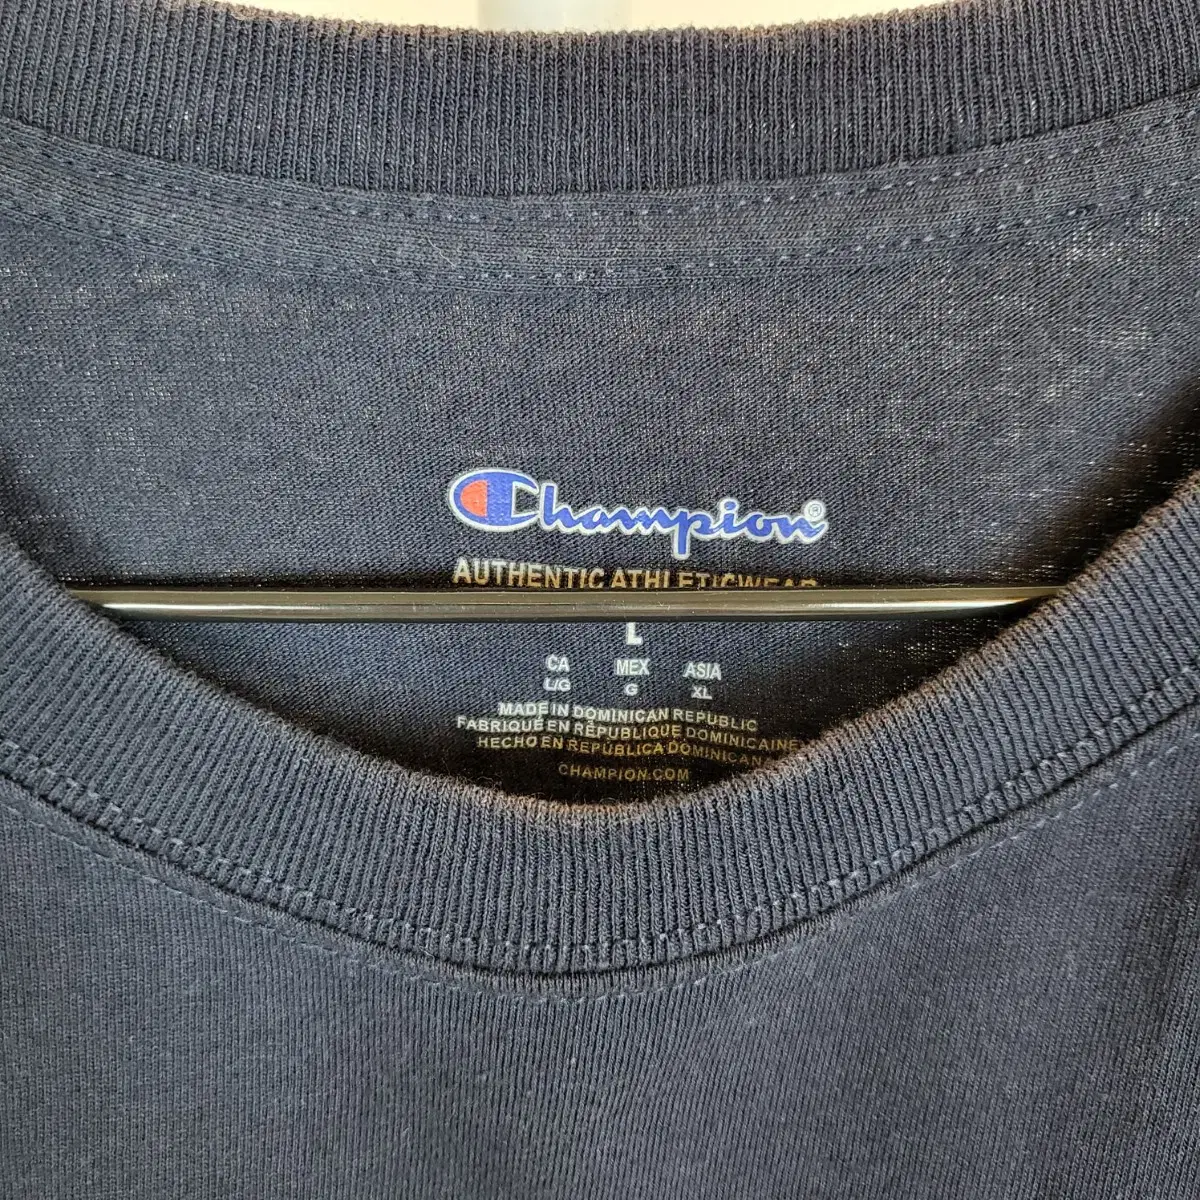 Champion®
AUTHENTIC ATHLETICWEAR
L
CA MEX ASIA
L/G G XL
MADE IN DOMINICAN REPUBLIC
FABRIQUÉ EN RÉPUBLIQUE DOMINICAINE
HECHO EN REPÚBLICA DOMINICANA
CHAMPION.COM